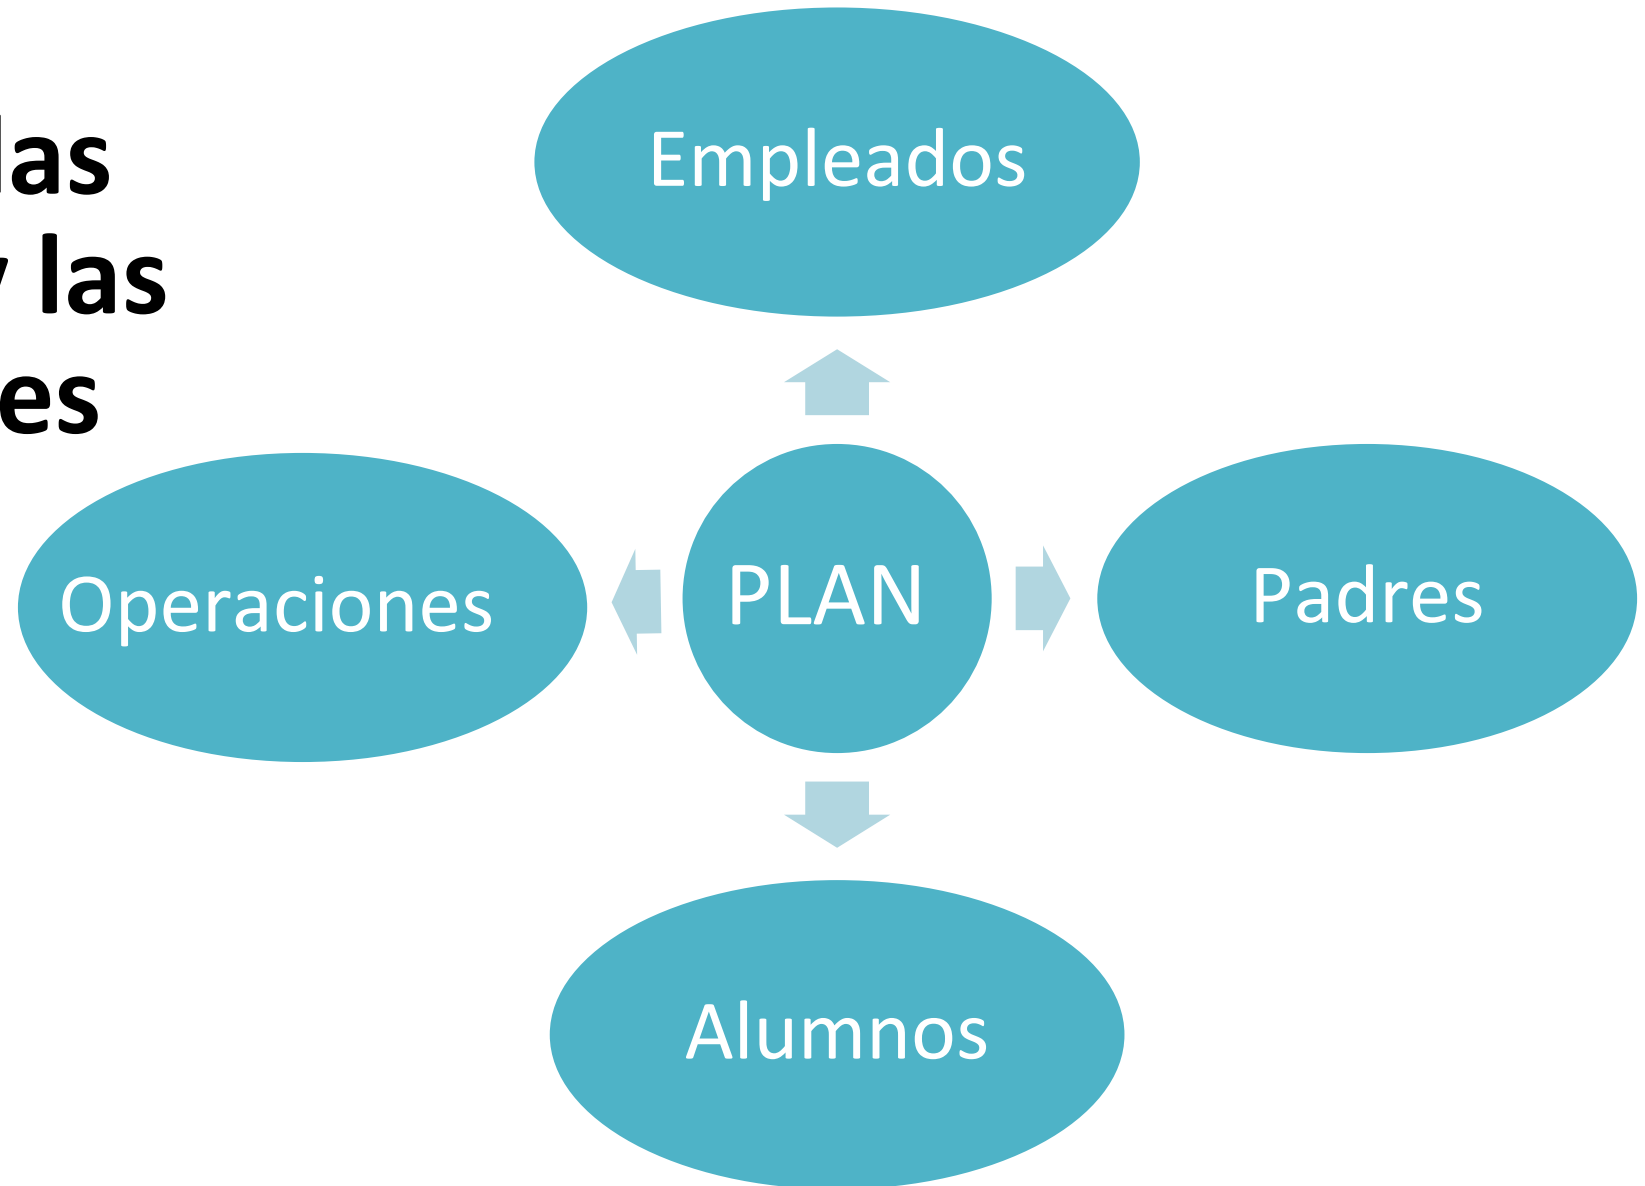 las
y las
es
Empleados
Operaciones
PLAN
Padres
Alumnos